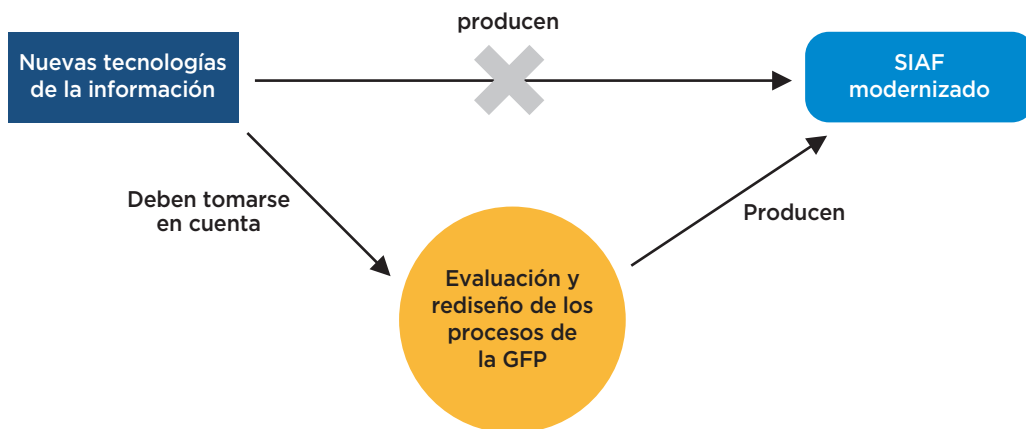 producen
Nuevas tecnologías
de la información
SIAF
modernizado
Deben tomarse
en cuenta
Producen
Evaluación y
rediseño de los
procesos de
la GFP